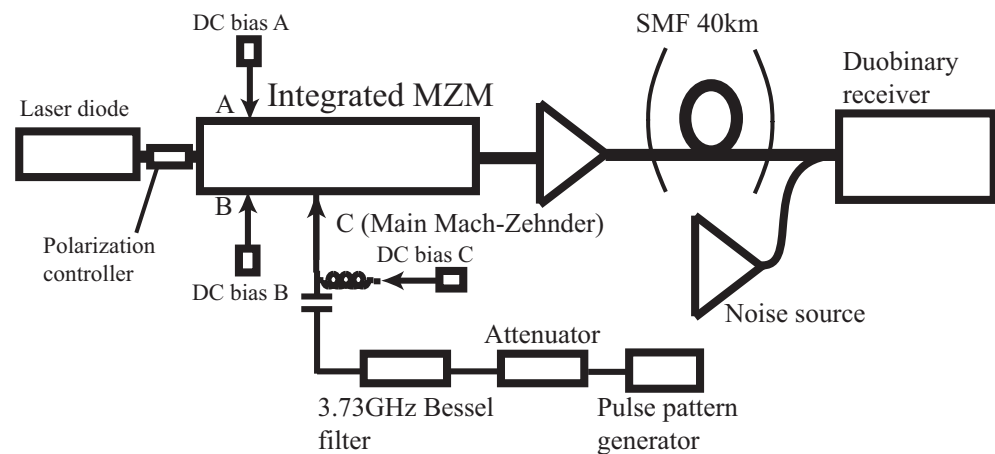 DC bias A
SMF 40km
Duobinary
receiver
Laser diode
A
Integrated MZM
B
C (Main Mach-Zehnder)
Polarization
controller
DC bias B
DC bias C
Noise source
Attenuator
3.73GHz Bessel
filter
Pulse pattern
generator